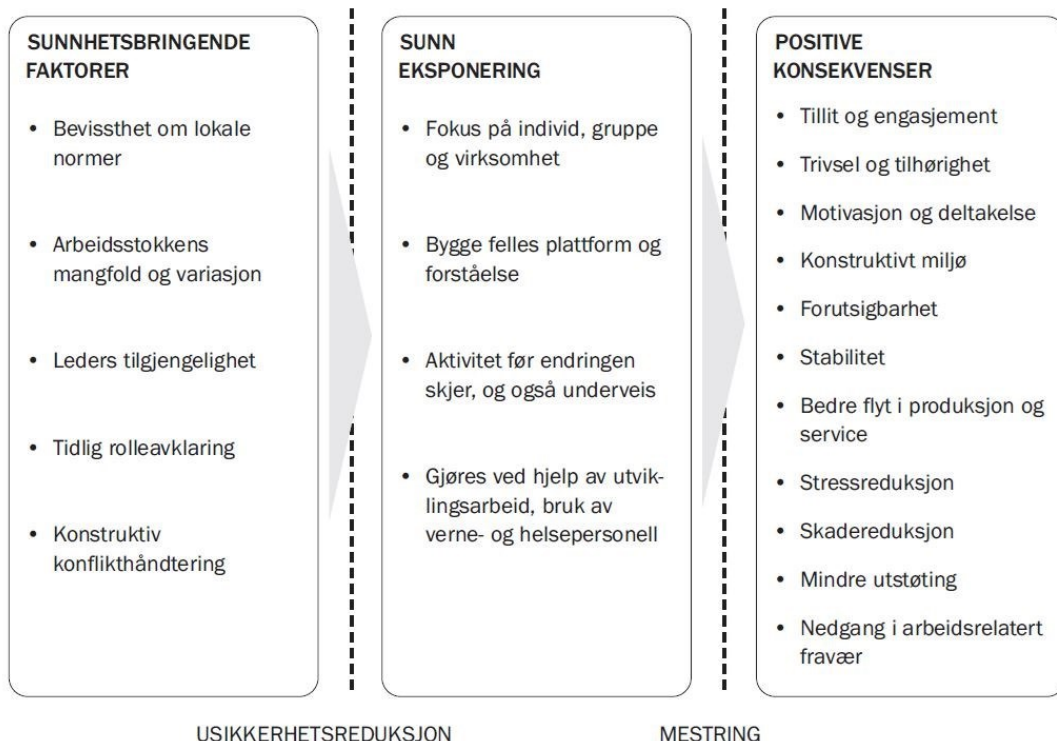 SUNNHETSBRINGENDE
FAKTORER
• Bevissthet om lokale
normer
• Arbeidsstokkens
mangfold og variasjon
• Leders tilgjengelighet
• Tidlig rolleavklaring
• Konstruktiv
konflikthåndtering
SUNN
EKSPONERING
• Fokus på individ, gruppe
og virksomhet
• Bygge felles plattform og
forståelse
• Aktivitet før endringen
skjer, og også underveis
• Gjøres ved hjelp av utvik-
lingsarbeid, bruk av
verne- og helsepersonell
POSITIVE
KONSEKVENSER
• Tillit og engasjement
• Trivsel og tilhørighet
• Motivasjon og deltakelse
• Konstruktivt miljø
• Forutsigbarhet
• Stabilitet
• Bedre flyt i produksjon og
service
• Stressreduksjon
• Skadereduksjon
• Mindre utstøting
• Nedgang i arbeidsrelatert
fravær
USIKKERHETSREDUKSJON
MESTRING